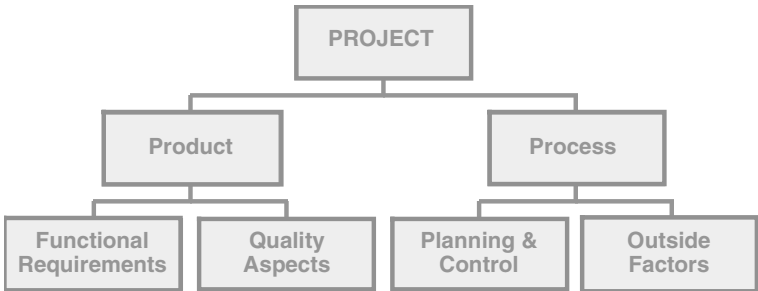 PROJECT
Product
Process
Functional
Requirements
Quality
Aspects
Planning &
Control
Outside
Factors